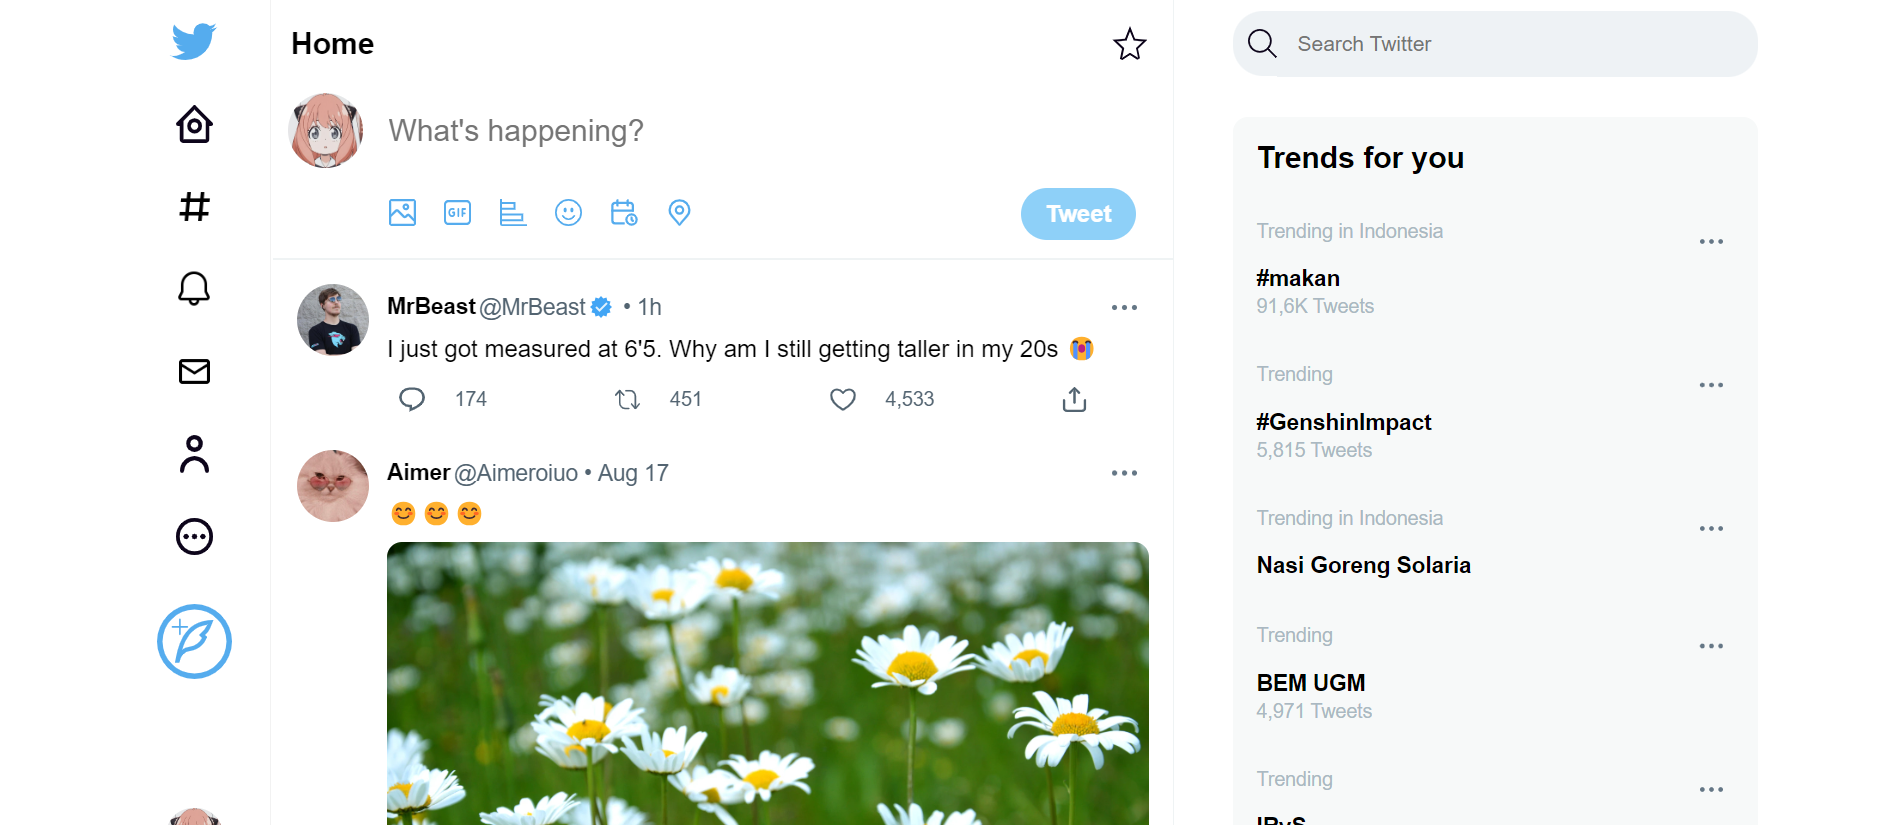 Home
What's happening?
GIF
Tweet
MrBeast @MrBeast • 1h
I just got measured at 6'5. Why am I still getting taller in my 20s 😭
174 451 4,533
Aimer @Aimeroiuo • Aug 17
😊 😊 😊
Search Twitter
Trends for you
Trending in Indonesia
#makan
91,6K Tweets
Trending
#GenshinImpact
5,815 Tweets
Trending in Indonesia
Nasi Goreng Solaria
Trending
BEM UGM
4,971 Tweets
Trending